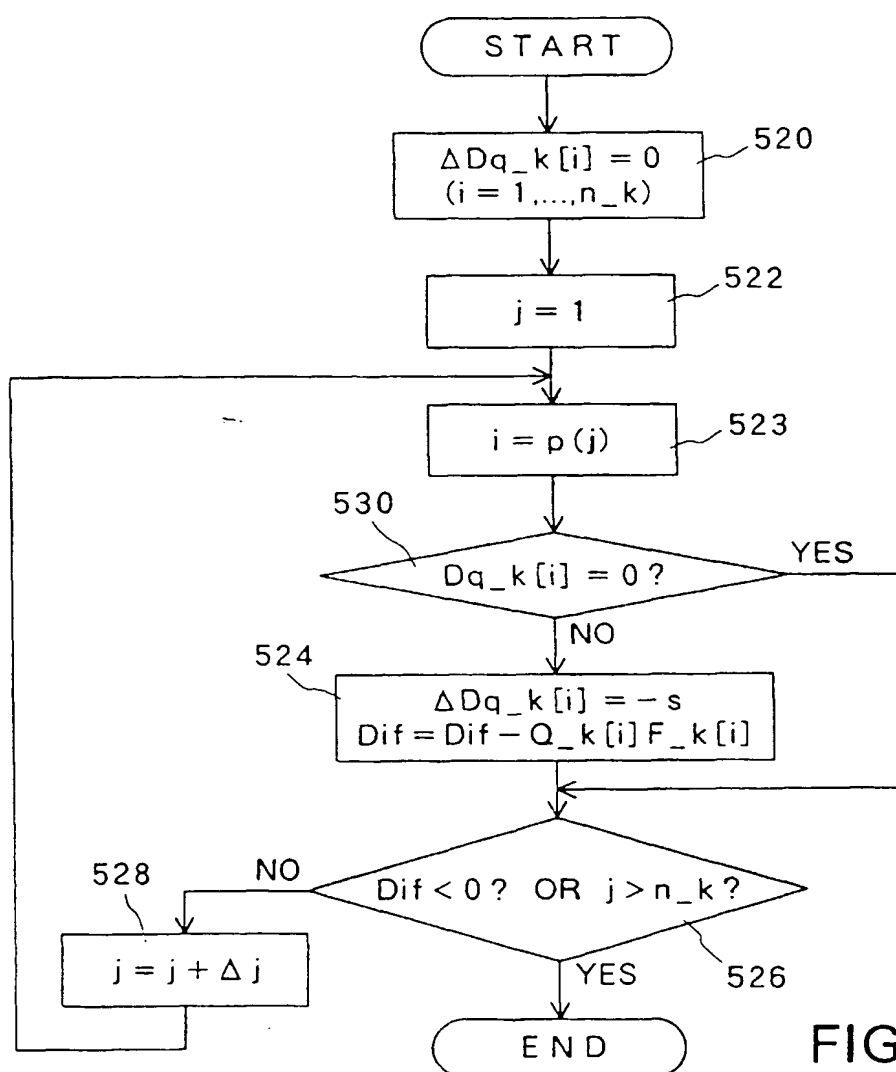 START
520
ΔDq_k[i] = 0
(i = 1,...,n_k)
522
j = 1
523
i = p(j)
530
Dq_k[i] = 0?
YES
NO
524
ΔDq_k[i] = -s
Dif = Dif - Q_k[i] F_k[i]
528
NO
Dif < 0? OR j > n_k?
526
j = j + Δj
YES
END
FIG